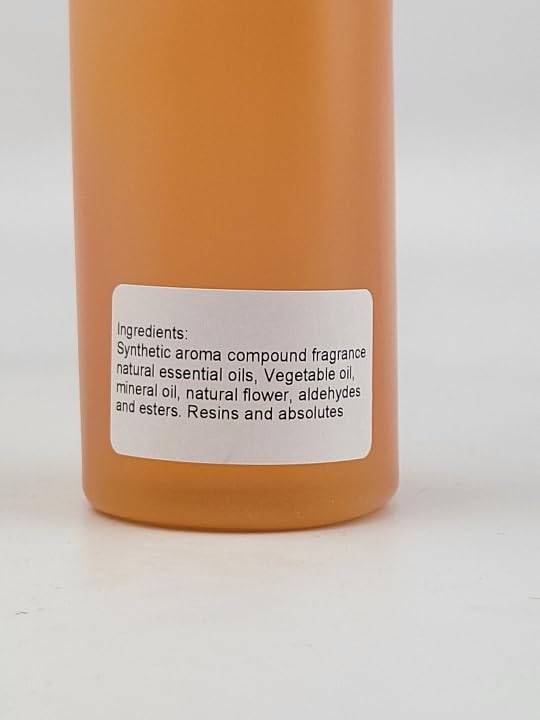 Ingredients:
Synthetic aroma compound fragrance
natural essential oils, Vegetable oil,
mineral oil, natural flower, aldehydes
and esters. Resins and absolutes